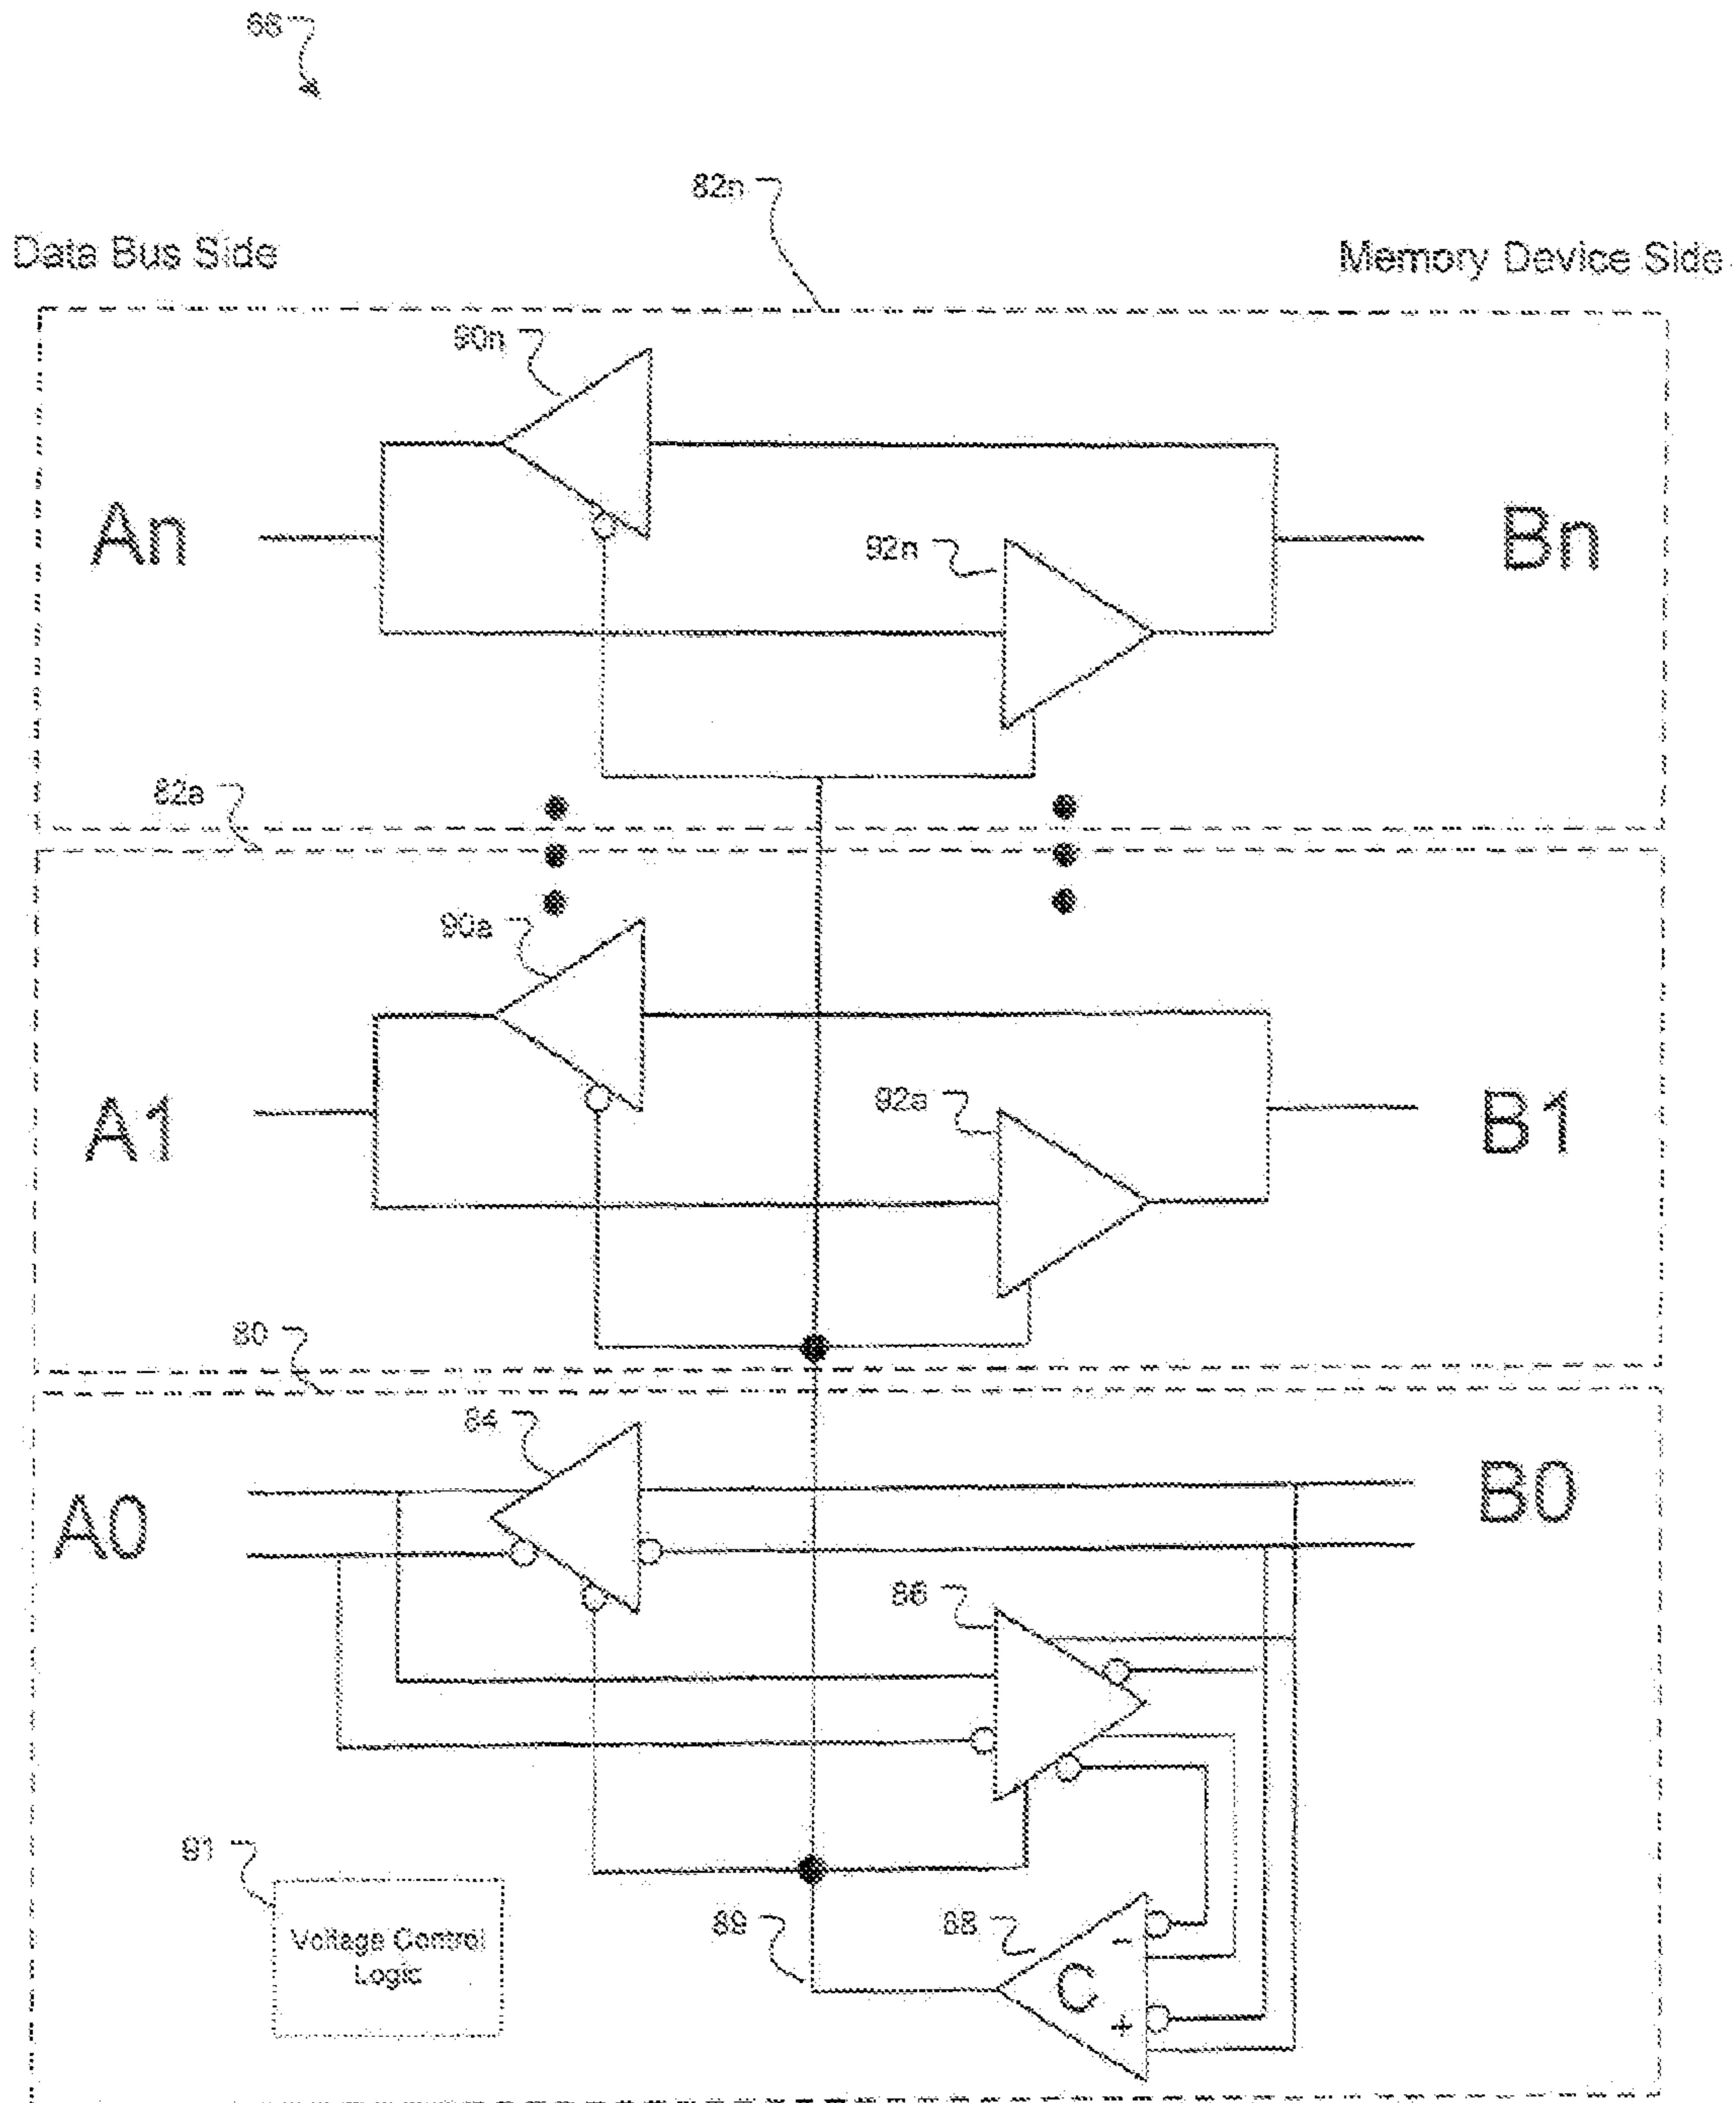 68
82n
Data Bus Side
Memory Device Side
90n
An
92n
Bn
82a
90a
A1
92a
B1
80
84
A0
B0
86
91
Voltage Control
Logic
89
88
-
C
+